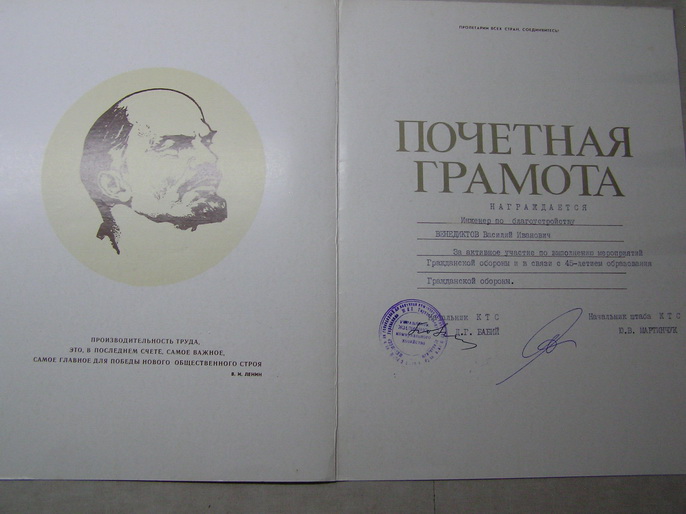 ПРОИЗВОДИТЕЛЬНОСТЬ ТРУДА,
ЭТО, В ПОСЛЕДНЕМ СЧЕТЕ, САМОЕ ВАЖНОЕ,
САМОЕ ГЛАВНОЕ ДЛЯ ПОБЕДЫ НОВОГО ОБЩЕСТВЕННОГО СТРОЯ
В. И. ЛЕНИН
ПРОЛЕТАРИИ ВСЕХ СТРАН, СОЕДИНЯЙТЕСЬ!
ПОЧЕТНАЯ
ГРАМОТА
НАГРАЖДАЕТСЯ
Инженер по благоустройству
ВЕНЕДИКТОВ Василий Иванович
За активное участие по выполнению мероприятий
Гражданской обороны и в связи с 45-летием образования
Гражданской обороны.
Начальник КТС
Начальник штаба КТС
Д.Г. БАБИЙ
Ю.В. МАРТИНЧУК